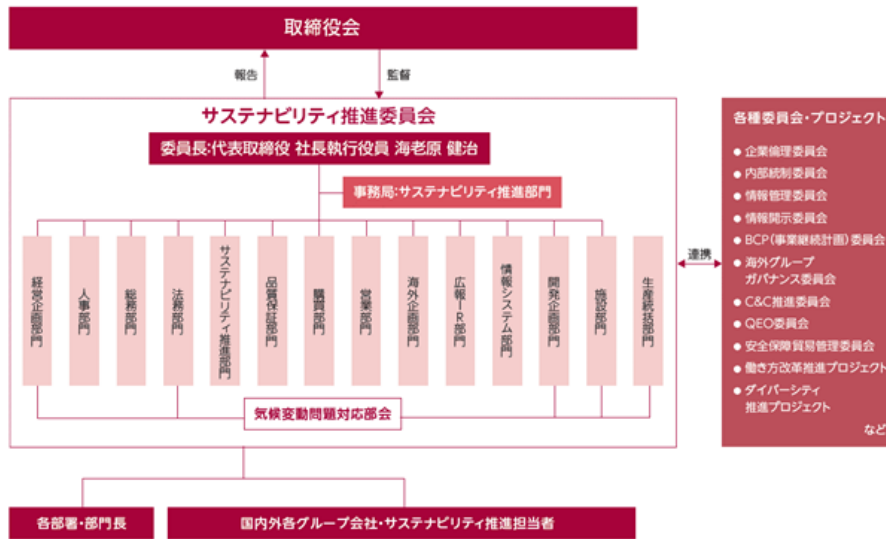 取締役会
報告
監督
サステナビリティ推進委員会
委員長:代表取締役 社長執行役員 海老原 健治
事務局:サステナビリティ推進部門
経営企画部門
人事部門
総務部門
法務部門
サステナビリティ推進部門
品質保証部門
購買部門
営業部門
海外企画部門
広報IR部門
情報システム部門
開発企画部門
施設部門
生産統括部門
気候変動問題対応部会
連携
各種委員会・プロジェクト
● 企業倫理委員会
● 内部統制委員会
● 情報管理委員会
● 情報開示委員会
● BCP(事業継続計画)委員会
● 海外グループ
ガバナンス委員会
● C&C推進委員会
● QEO委員会
● 安全保障貿易管理委員会
● 働き方改革推進プロジェクト
● ダイバーシティ
推進プロジェクト
など
各部署・部門長
国内外各グループ会社・サステナビリティ推進担当者